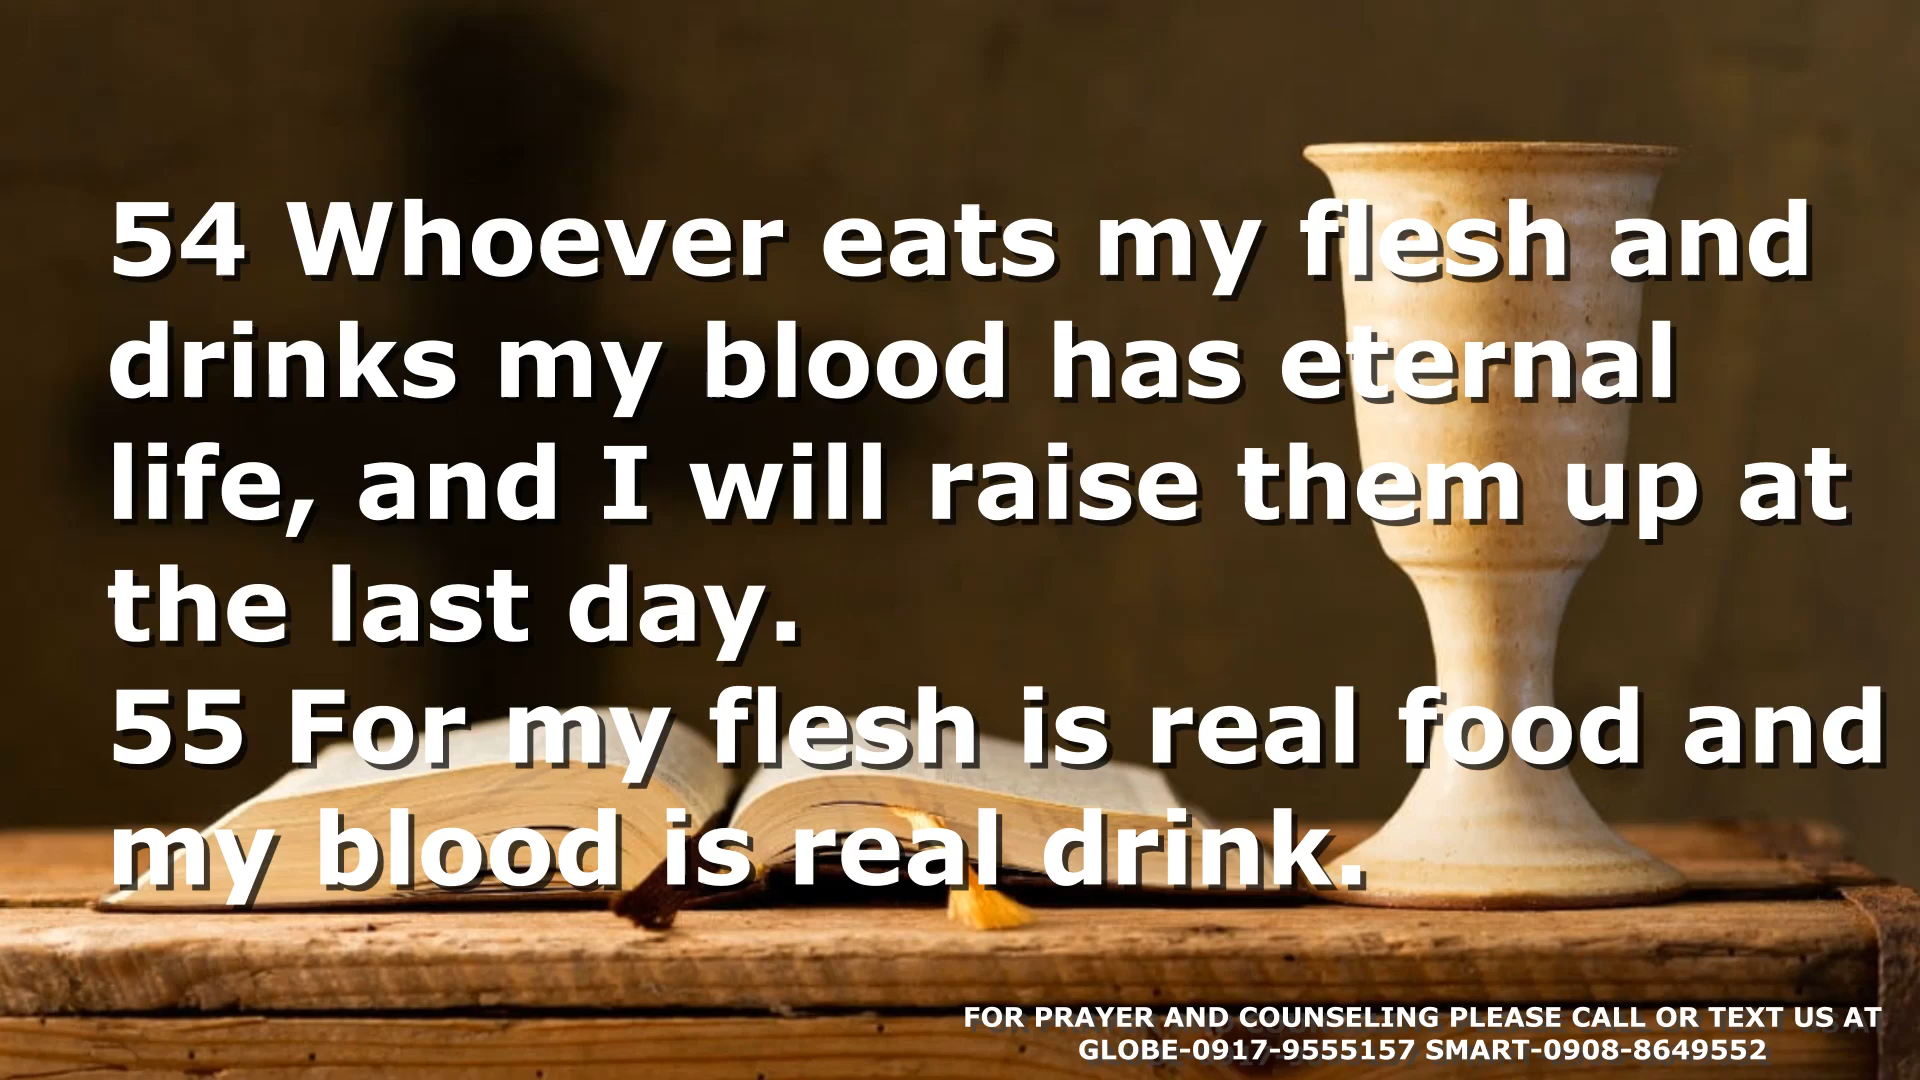 54 Whoever eats my flesh and
drinks my blood has eternal
life, and I will raise them up at
the last day.
55 For my flesh is real food and
my blood is real drink.
FOR PRAYER AND COUNSELING PLEASE CALL OR TEXT US AT
GLOBE-0917-9555157 SMART-0908-8649552